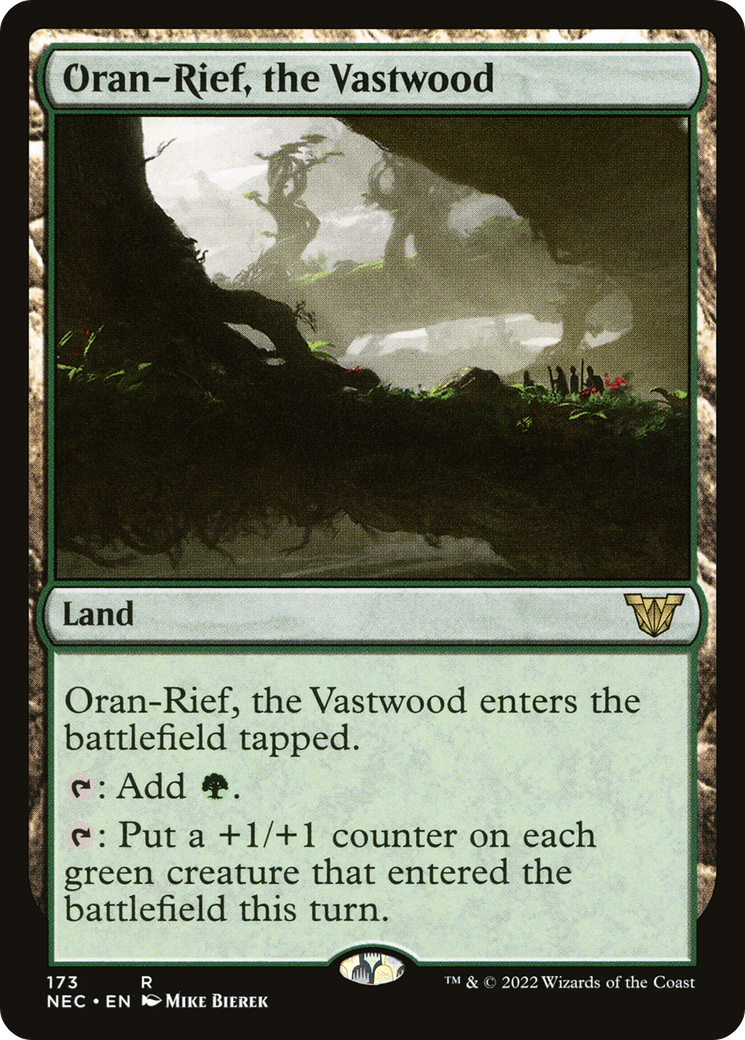 Oran-Rief, the Vastwood
Land
Oran-Rief, the Vastwood enters the
battlefield tapped.
: Add .
: Put a +1/+1 counter on each
green creature that entered the
battlefield this turn.
173 R
NEC • EN MIKE BIEREK
™ & © 2022 Wizards of the Coast